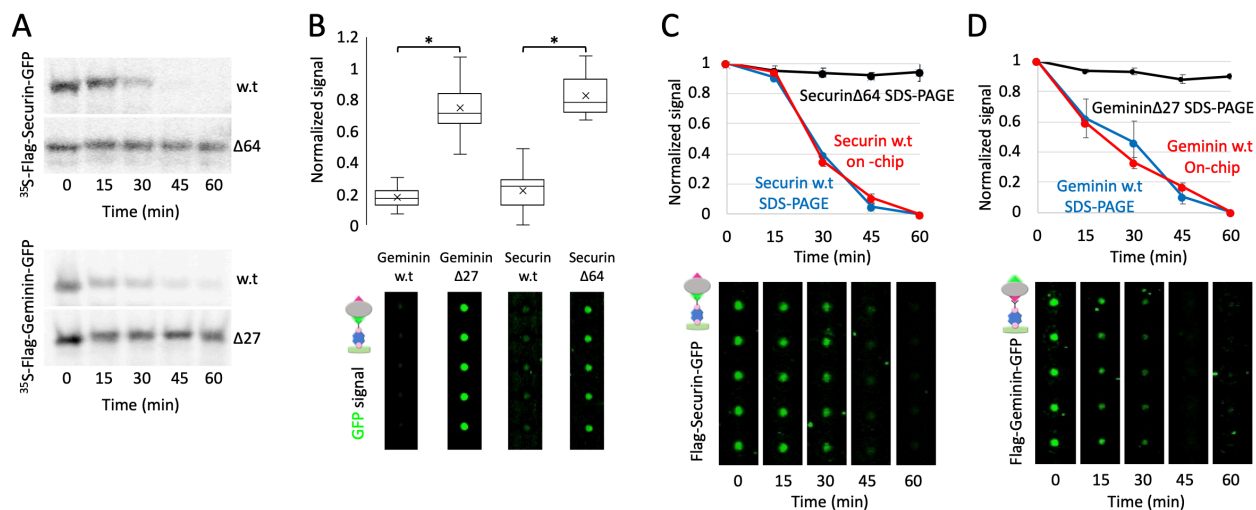 A
³⁵S-Flag-Securin-GFP
w.t
Δ64
0 15 30 45 60
Time (min)
³⁵S-Flag-Geminin-GFP
w.t
Δ27
0 15 30 45 60
Time (min)
B
Normalized signal
1.2
1
0.8
0.6
0.4
0.2
0
* *
Geminin w.t
Geminin Δ27
Securin w.t
Securin Δ64
GFP signal
C
Normalized signal
1
0.8
0.6
0.4
0.2
0
SecurinΔ64 SDS-PAGE
Securin w.t
on -chip
Securin w.t
SDS-PAGE
0 15 30 45 60
Time (min)
Flag-Securin-GFP
0 15 30 45 60
Time (min)
D
Normalized signal
1
0.8
0.6
0.4
0.2
0
GemininΔ27 SDS-PAGE
Geminin w.t
On-chip
Geminin w.t
SDS-PAGE
0 15 30 45 60
Time (min)
Flag-Geminin-GFP
0 15 30 45 60
Time (min)